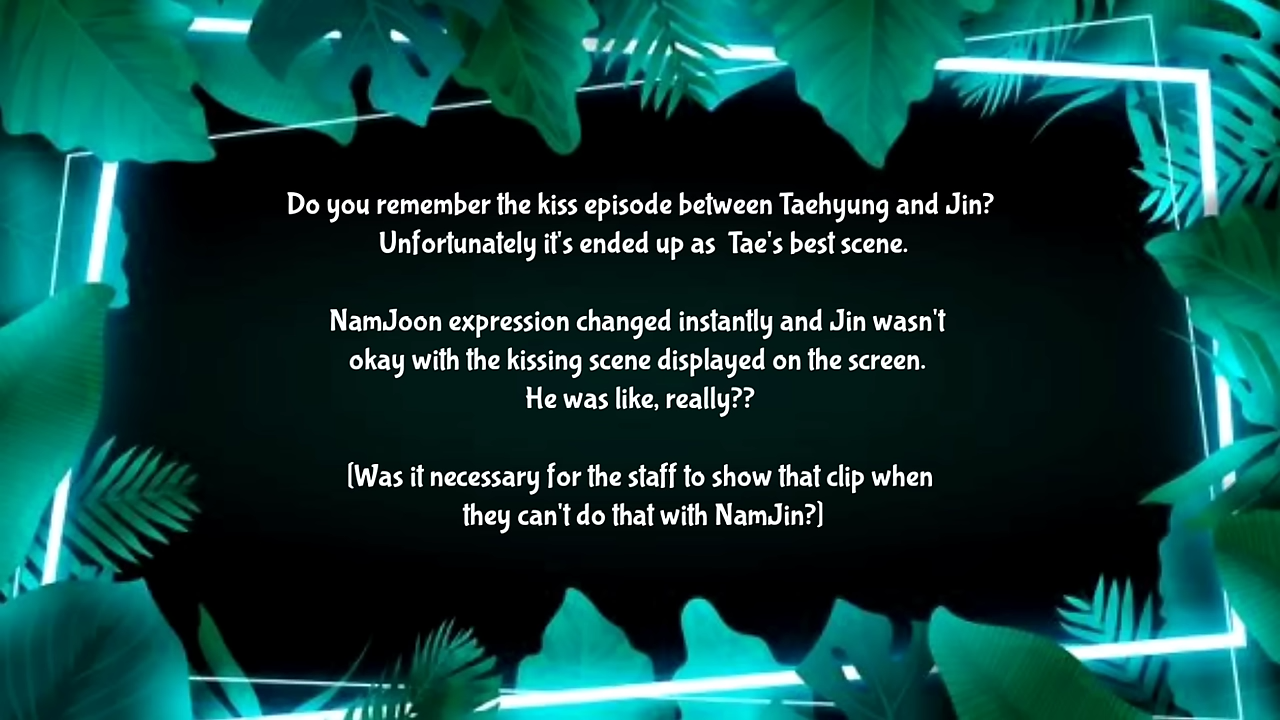 Do you remember the kiss episode between Taehyung and Jin?
Unfortunately it's ended up as  Tae's best scene.
NamJoon expression changed instantly and Jin wasn't
okay with the kissing scene displayed on the screen.
He was like, really??
(Was it necessary for the staff to show that clip when
they can't do that with NamJin?)